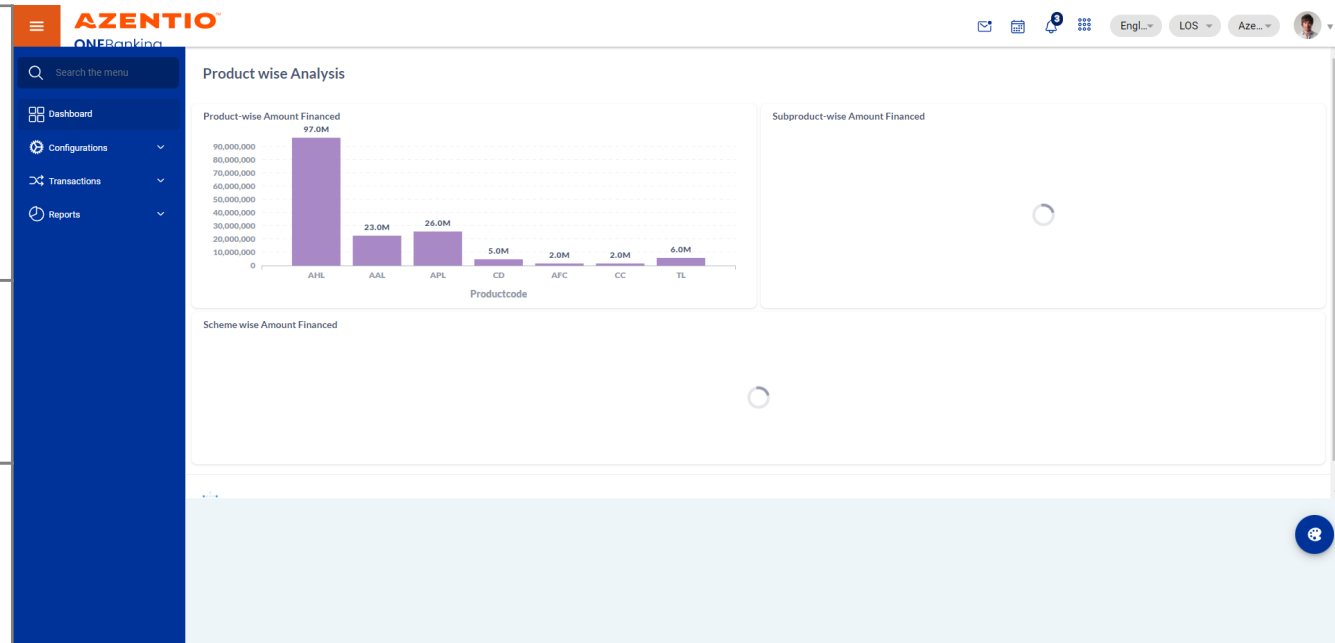 AZENTIO™
ONEBanking
3
Engl...
LOS
Aze...
Search the menu
Dashboard
Configurations
Transactions
Reports
Product wise Analysis
Product-wise Amount Financed
97.0M
90,000,000
80,000,000
70,000,000
60,000,000
50,000,000
40,000,000
30,000,000
20,000,000
10,000,000
0
23.0M
26.0M
5.0M
2.0M
2.0M
6.0M
AHL AAL APL CD AFC CC TL
Productcode
Subproduct-wise Amount Financed
Scheme wise Amount Financed